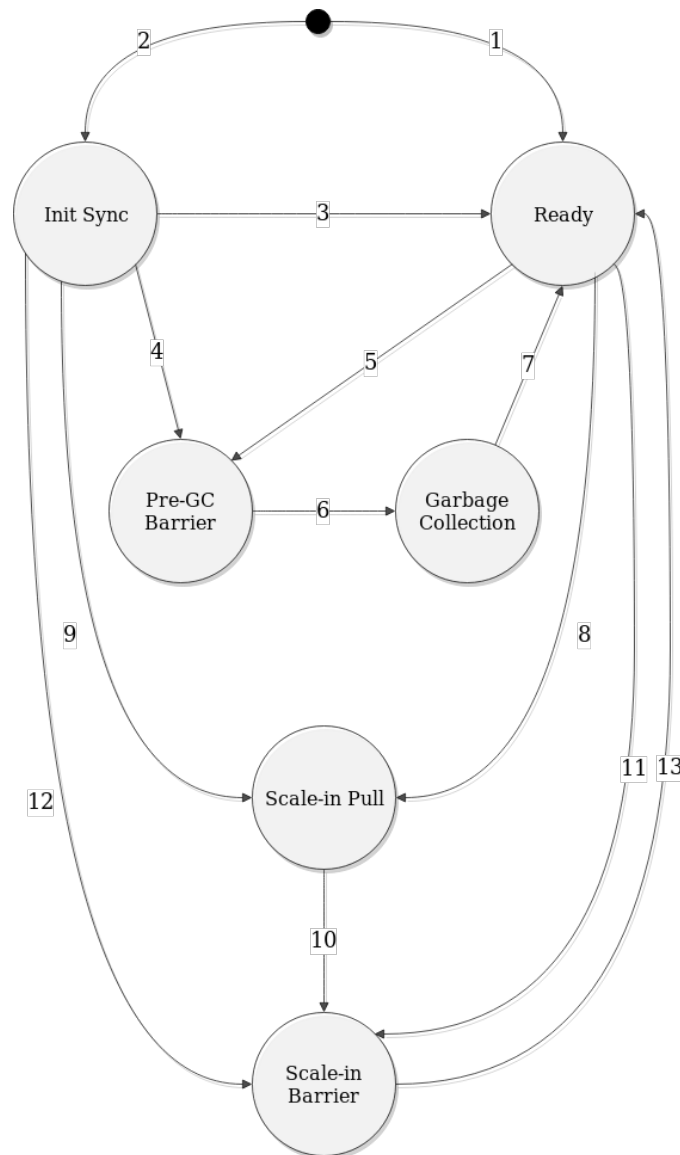 2
1
Init Sync
3
Ready
4
5
7
Pre-GC
Barrier
6
Garbage
Collection
9
8
Scale-in Pull
11
13
12
10
Scale-in
Barrier